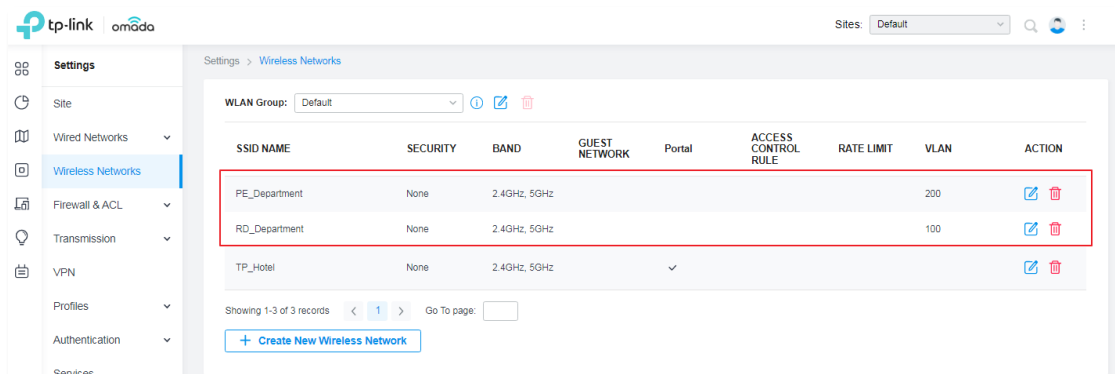 tp-link omada
Sites: Default
Settings
Settings > Wireless Networks
Site
WLAN Group: Default
Wired Networks
SSID NAME SECURITY BAND GUEST NETWORK Portal ACCESS CONTROL RULE RATE LIMIT VLAN ACTION
Wireless Networks
PE_Department None 2.4GHz, 5GHz 200
Firewall & ACL
RD_Department None 2.4GHz, 5GHz 100
Transmission
TP_Hotel None 2.4GHz, 5GHz
VPN
Profiles
Showing 1-3 of 3 records < 1 > Go To page:
Authentication
+ Create New Wireless Network
Services